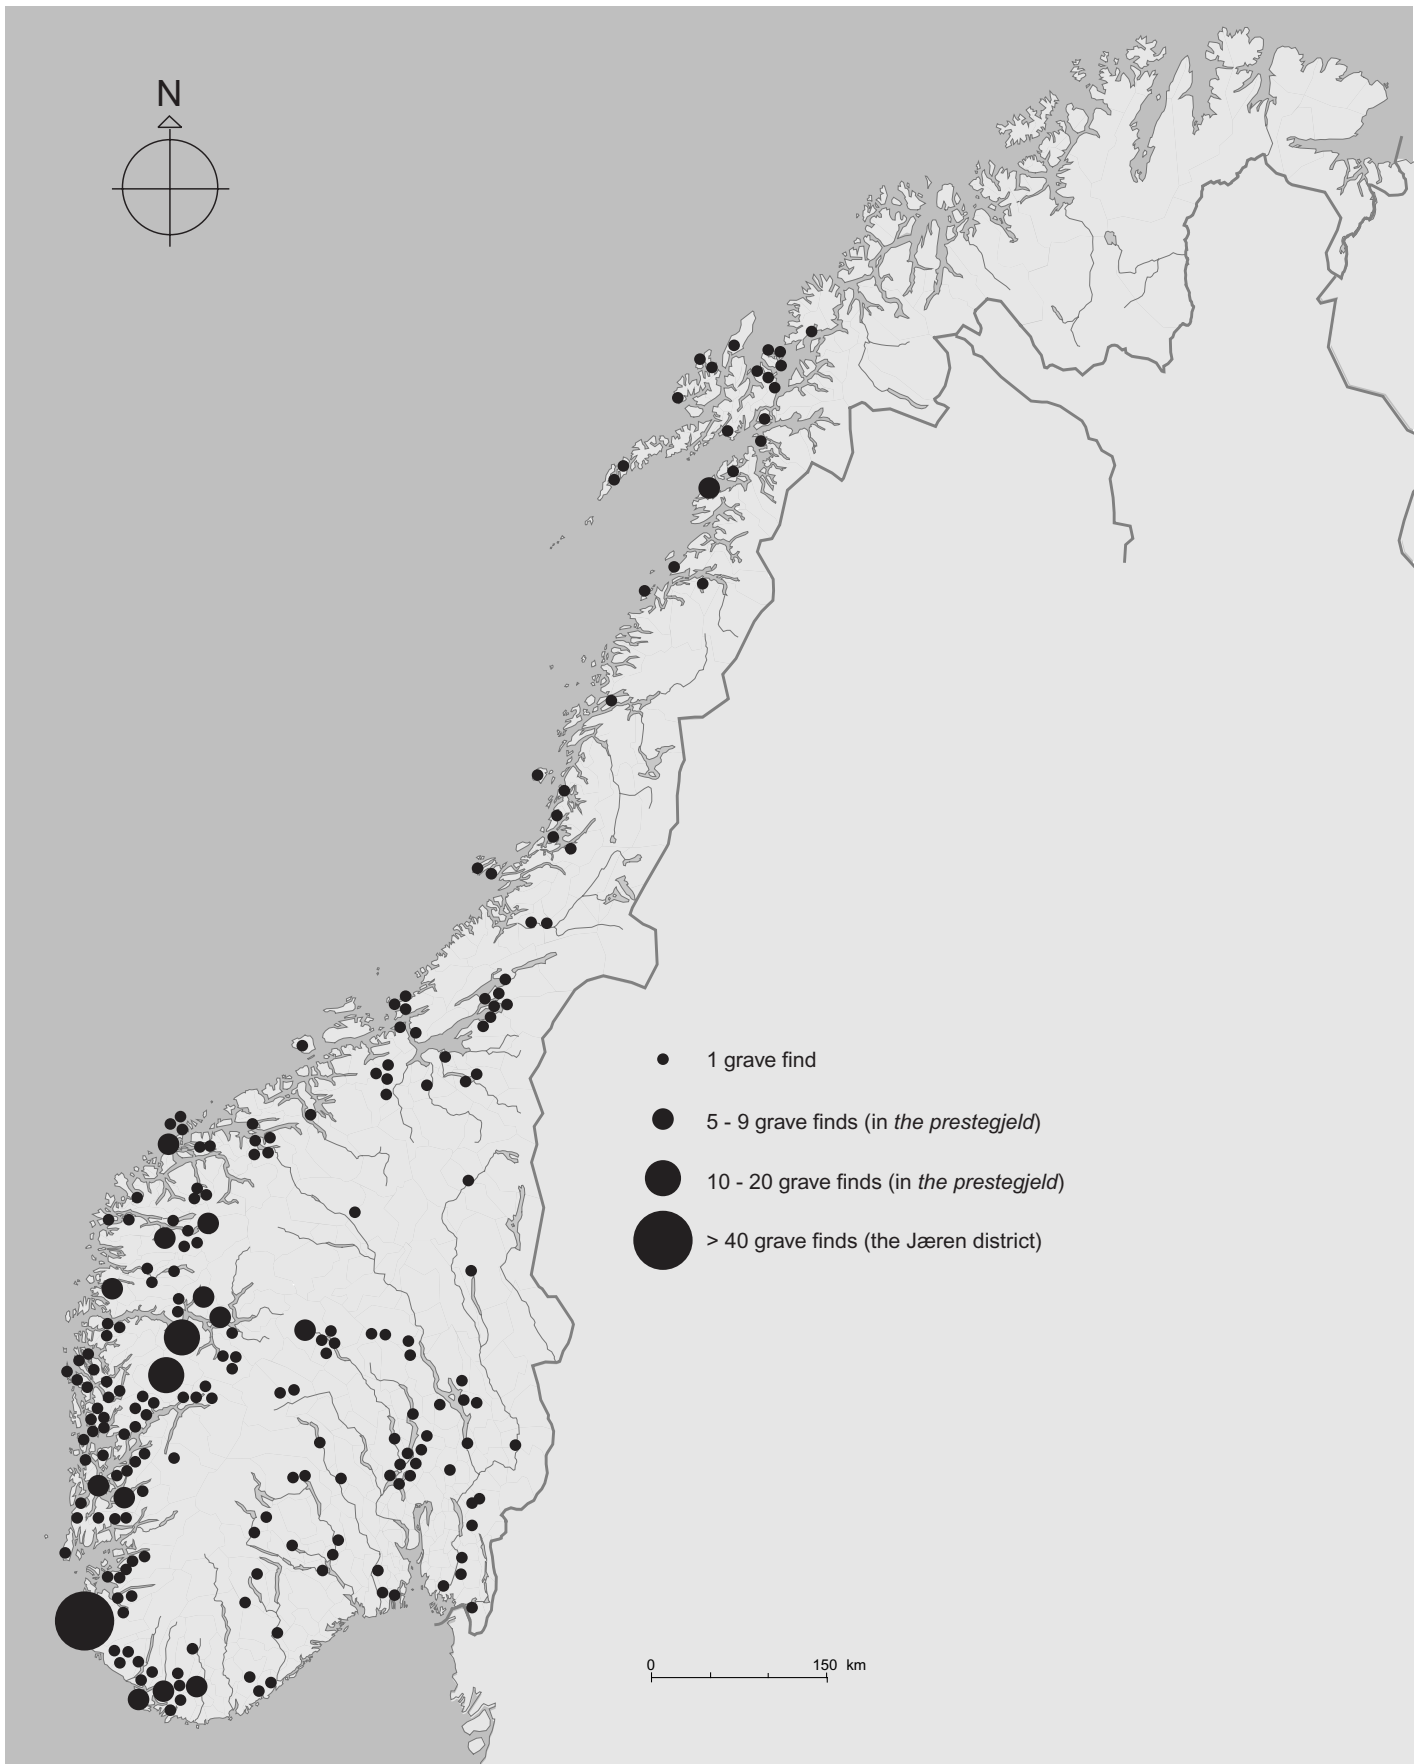 N
1 grave find
5 - 9 grave finds (in the prestegjeld)
10 - 20 grave finds (in the prestegjeld)
> 40 grave finds (the Jæren district)
0 150 km